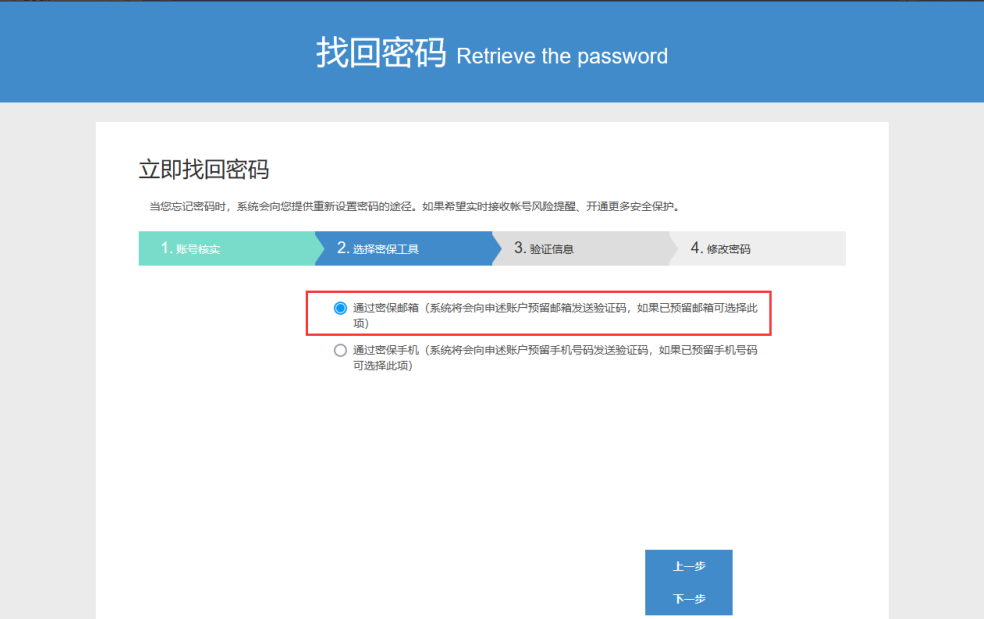 找回密码 Retrieve the password
立即找回密码
当您忘记密码时，系统会向您提供重新设置密码的途径。如果希望实时接收帐号风险提醒、开通更多安全保护。
1. 账号核实 2. 选择密保工具 3. 验证信息 4. 修改密码
通过密保邮箱（系统将会向申述账户预留邮箱发送验证码，如果已预留邮箱可选择此
项）
通过密保手机（系统将会向申述账户预留手机号码发送验证码，如果已预留手机号码
可选择此项）
上一步
下一步